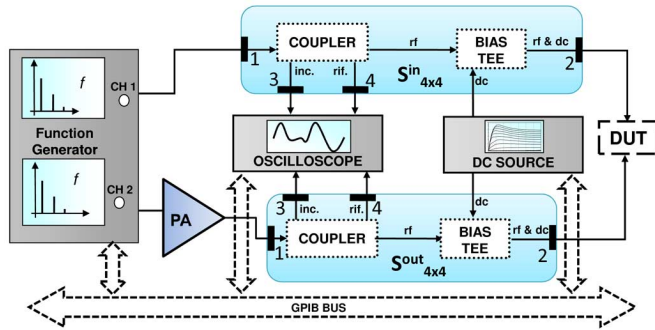 COUPLER
rf
BIAS
TEE
rf & dc
1
2
inc.
rif.
3
4
S^in 4x4
dc
f
CH 1
Function
Generator
f
CH 2
OSCILLOSCOPE
DC SOURCE
DUT
PA
3
inc.
rif.
4
dc
COUPLER
rf
BIAS
TEE
rf & dc
1
2
S^out 4x4
GPIB BUS